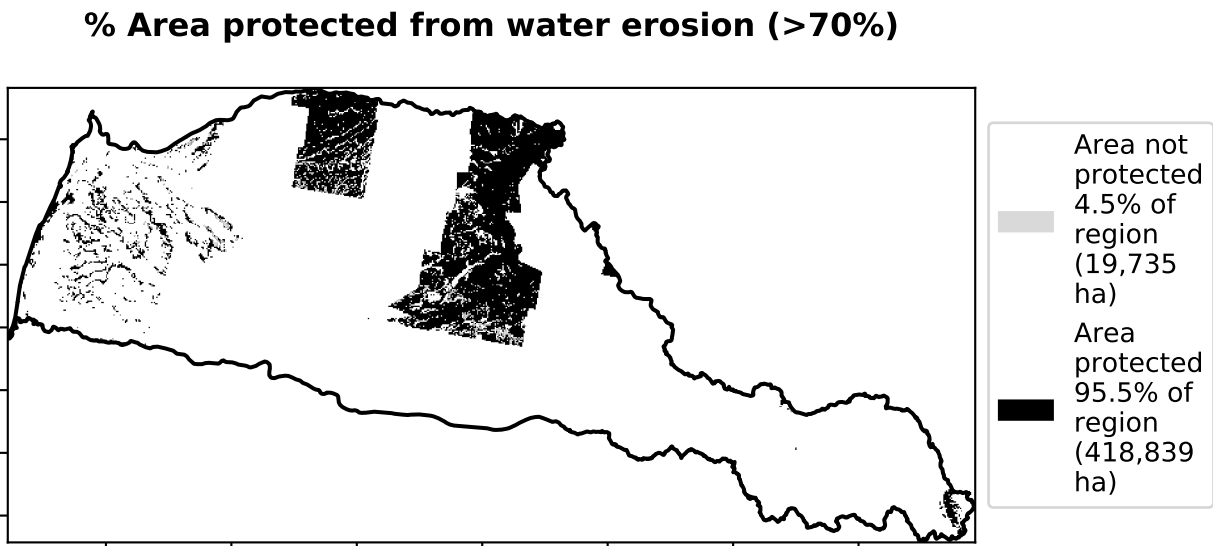 % Area protected from water erosion (>70%)
Area not
protected
4.5% of
region
(19,735
ha)
Area
protected
95.5% of
region
(418,839
ha)